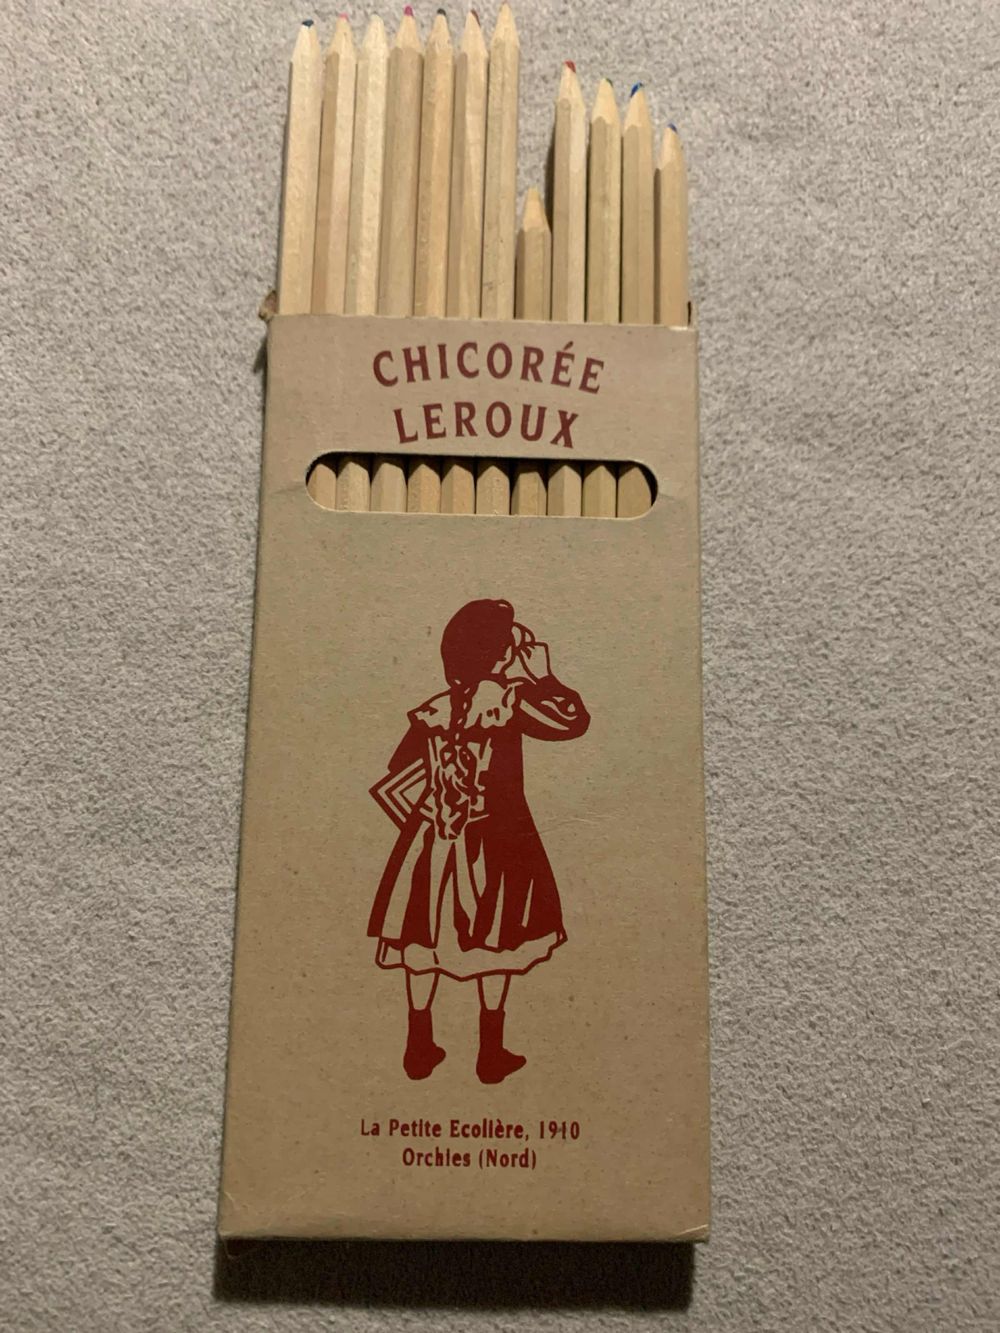 CHICORÉE
LEROUX
La Petite Ecolière, 1910
Orchies (Nord)